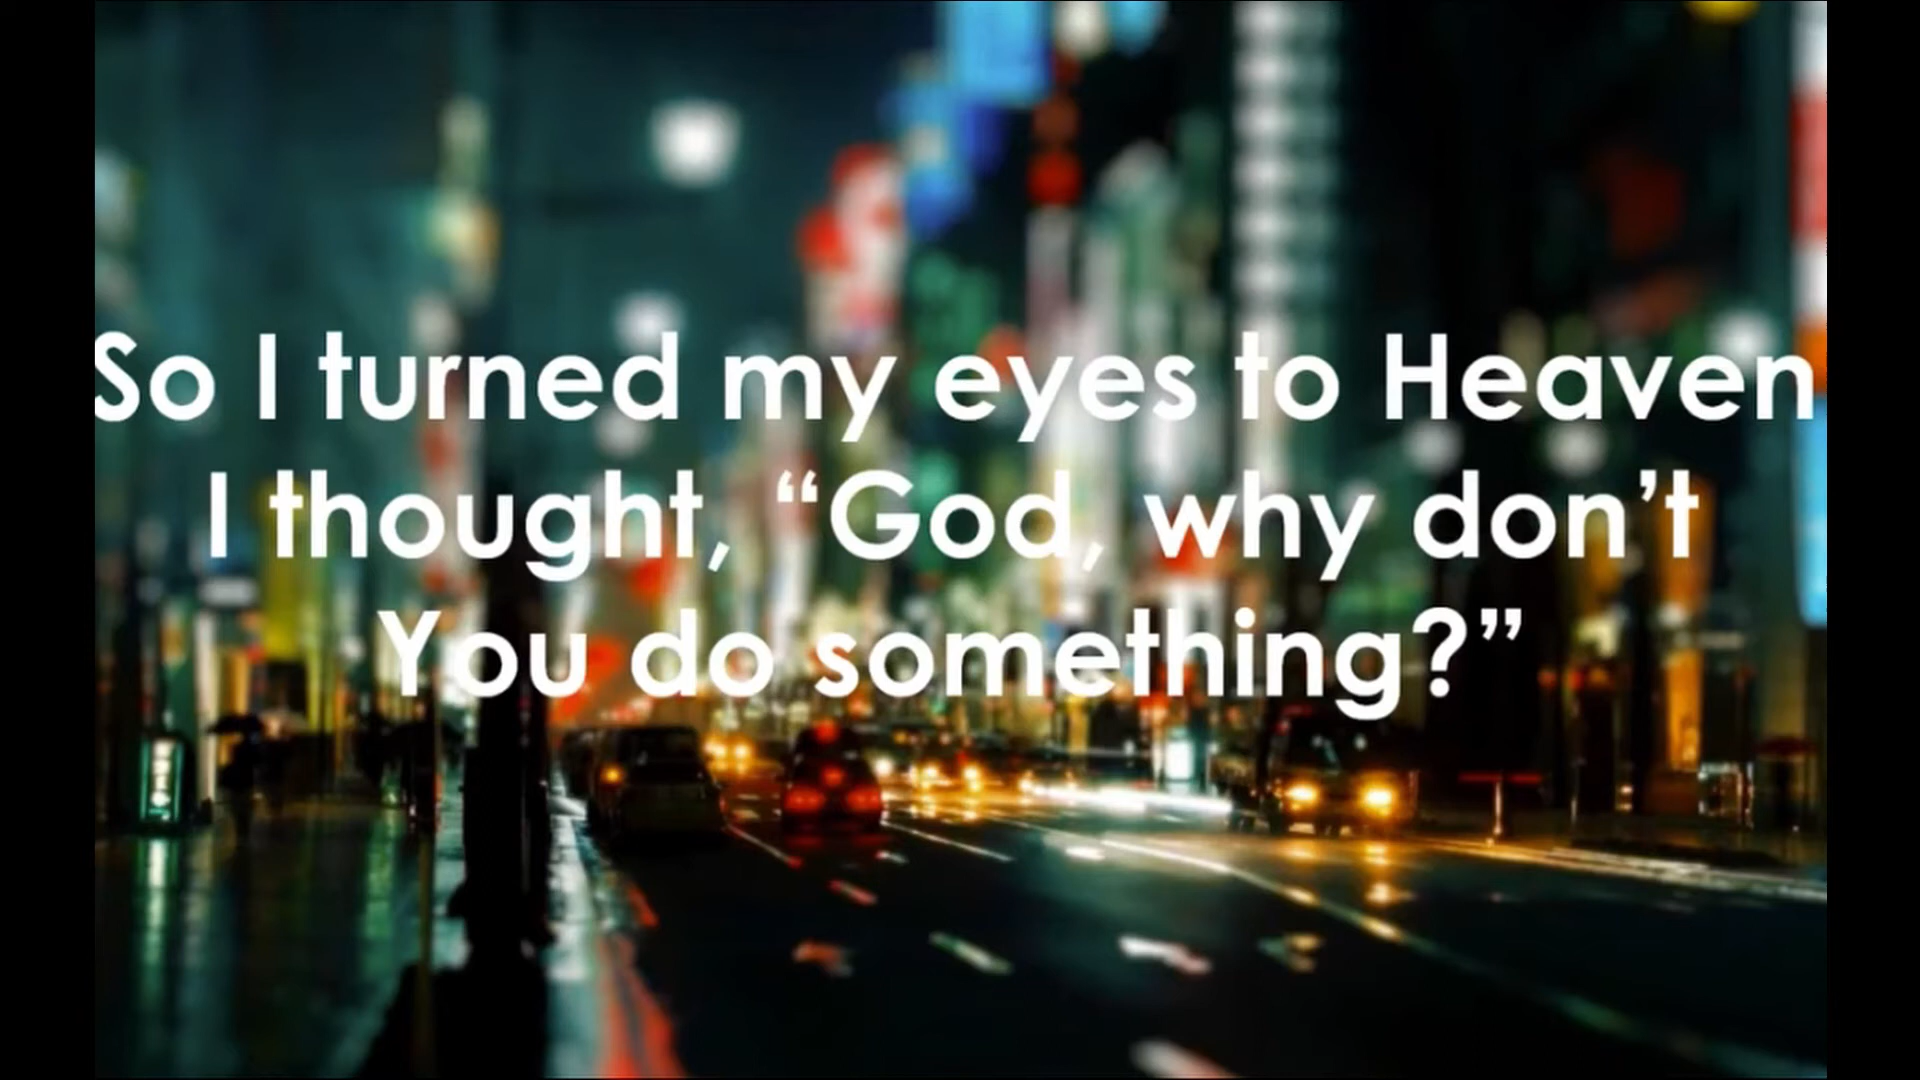 So I turned my eyes to Heaven
I thought, “God, why don’t
You do something?”